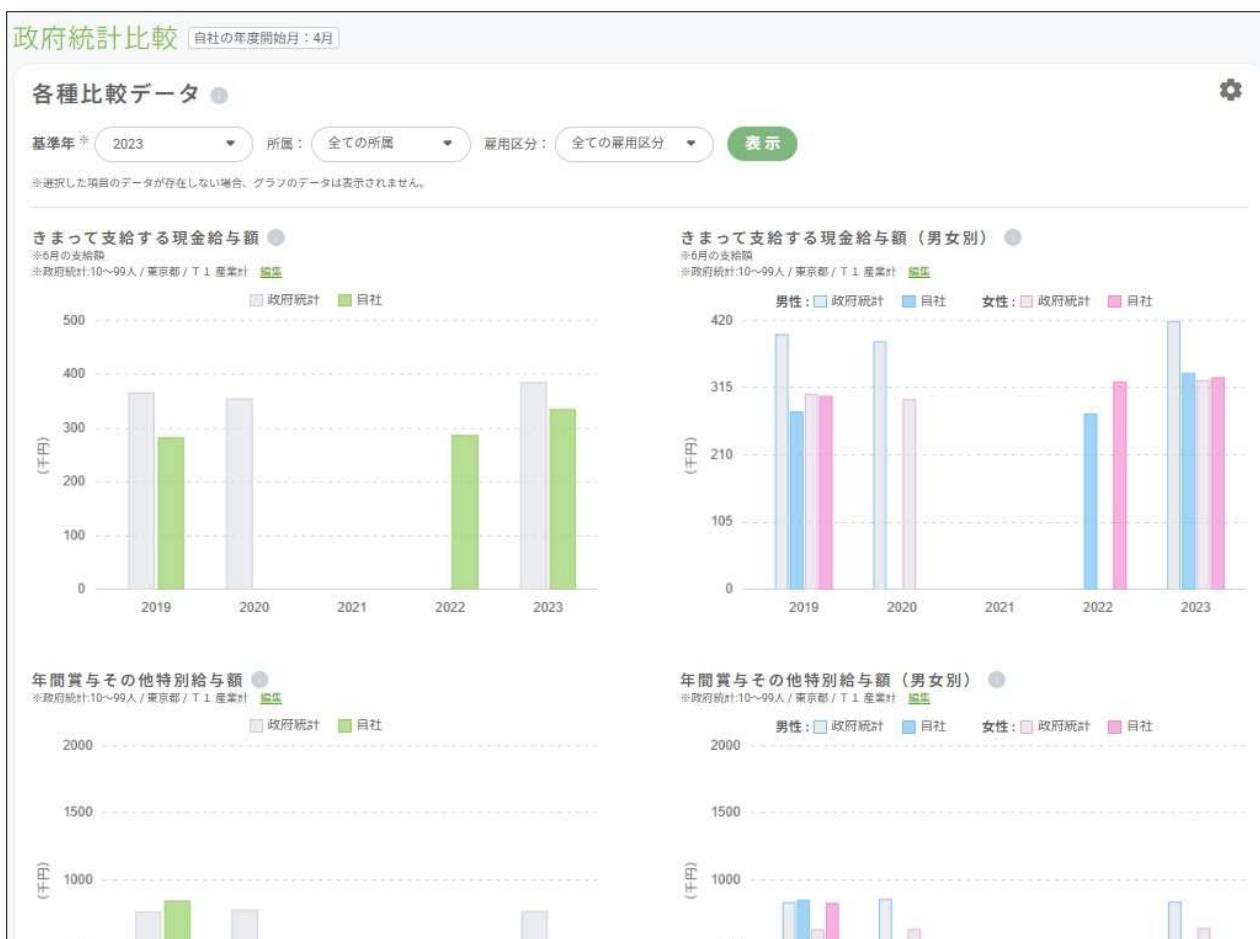 政府統計比較 自社の年度開始月：4月
各種比較データ
基準年※ 2023 所属： 全ての所属 雇用区分： 全ての雇用区分 表示
※選択した項目のデータが存在しない場合、グラフのデータは表示されません。
きまって支給する現金給与額
※6月の支給額
※政府統計:10～99人 / 東京都 / T1 産業計 編集
政府統計 自社
500
400
300
200
100
0
(千円)
2019 2020 2021 2022 2023
きまって支給する現金給与額（男女別）
※6月の支給額
※政府統計:10～99人 / 東京都 / T1 産業計 編集
男性： 政府統計 自社 女性： 政府統計 自社
420
315
210
105
0
(千円)
2019 2020 2021 2022 2023
年間賞与その他特別給与額
※政府統計:10～99人 / 東京都 / T1 産業計 編集
政府統計 自社
2000
1500
1000
(千円)
年間賞与その他特別給与額（男女別）
※政府統計:10～99人 / 東京都 / T1 産業計 編集
男性： 政府統計 自社 女性： 政府統計 自社
2000
1500
1000
(千円)